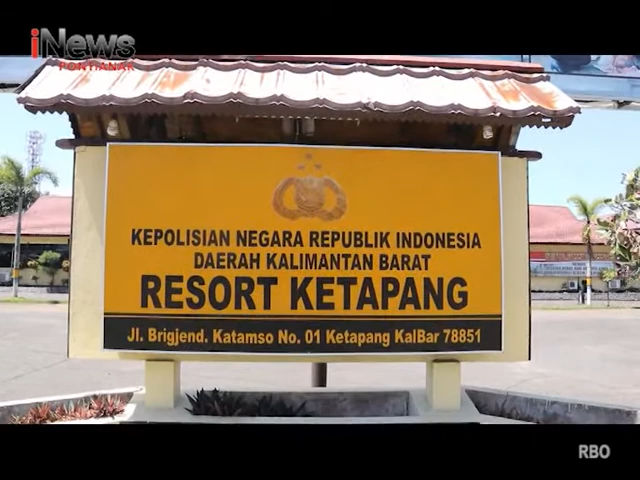 iNews
PONTIANAK
KEPOLISIAN NEGARA REPUBLIK INDONESIA
DAERAH KALIMANTAN BARAT
RESORT KETAPANG
Jl. Brigjend. Katamso No. 01 Ketapang KalBar 78851
RBO